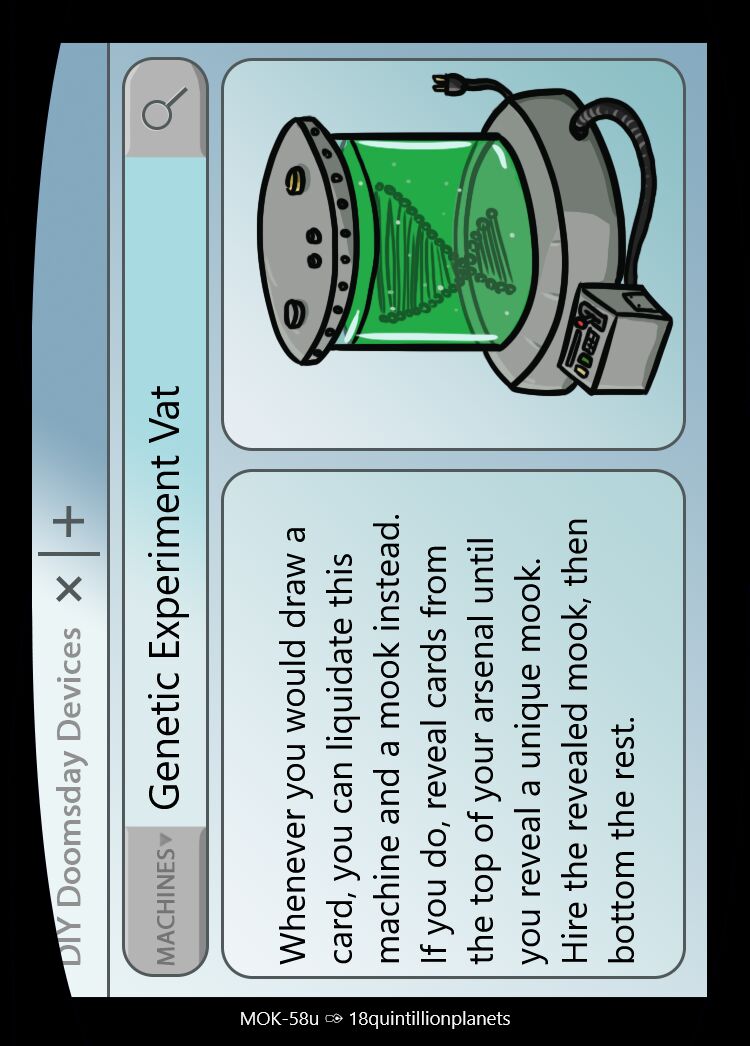 DIY Doomsday Devices × | +
MACHINES▾ Genetic Experiment Vat
Whenever you would draw a
card, you can liquidate this
machine and a mook instead.
If you do, reveal cards from
the top of your arsenal until
you reveal a unique mook.
Hire the revealed mook, then
bottom the rest.
MOK-58u ✑ 18quintillionplanets